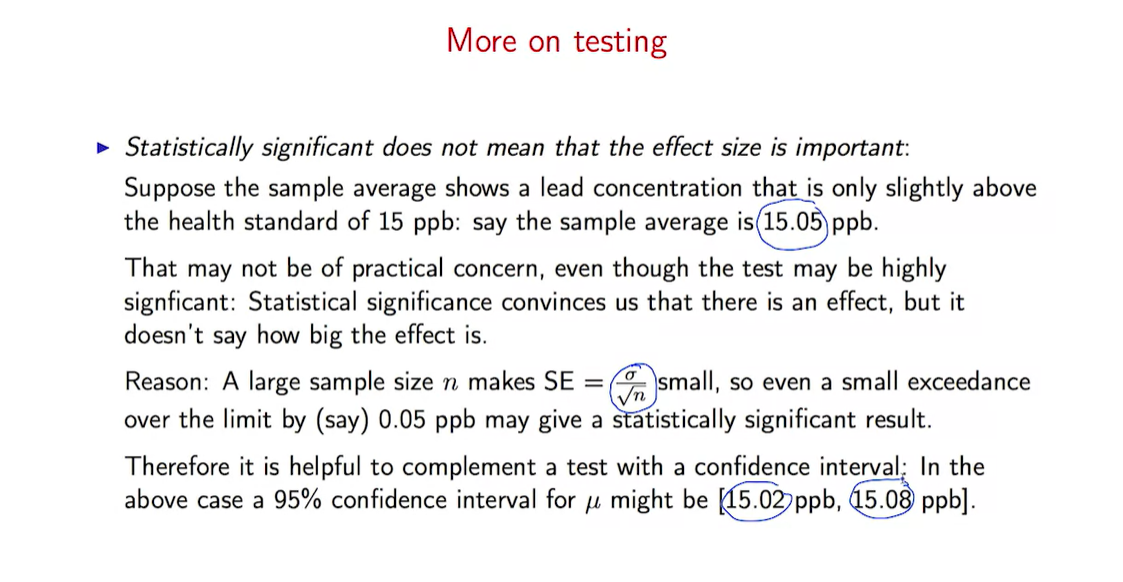 More on testing
▶ Statistically significant does not mean that the effect size is important:
Suppose the sample average shows a lead concentration that is only slightly above
the health standard of 15 ppb: say the sample average is 15.05 ppb.
That may not be of practical concern, even though the test may be highly
signficant: Statistical significance convinces us that there is an effect, but it
doesn't say how big the effect is.
Reason: A large sample size n makes SE = σ/√n small, so even a small exceedance
over the limit by (say) 0.05 ppb may give a statistically significant result.
Therefore it is helpful to complement a test with a confidence interval: In the
above case a 95% confidence interval for μ might be [15.02 ppb, 15.08 ppb].